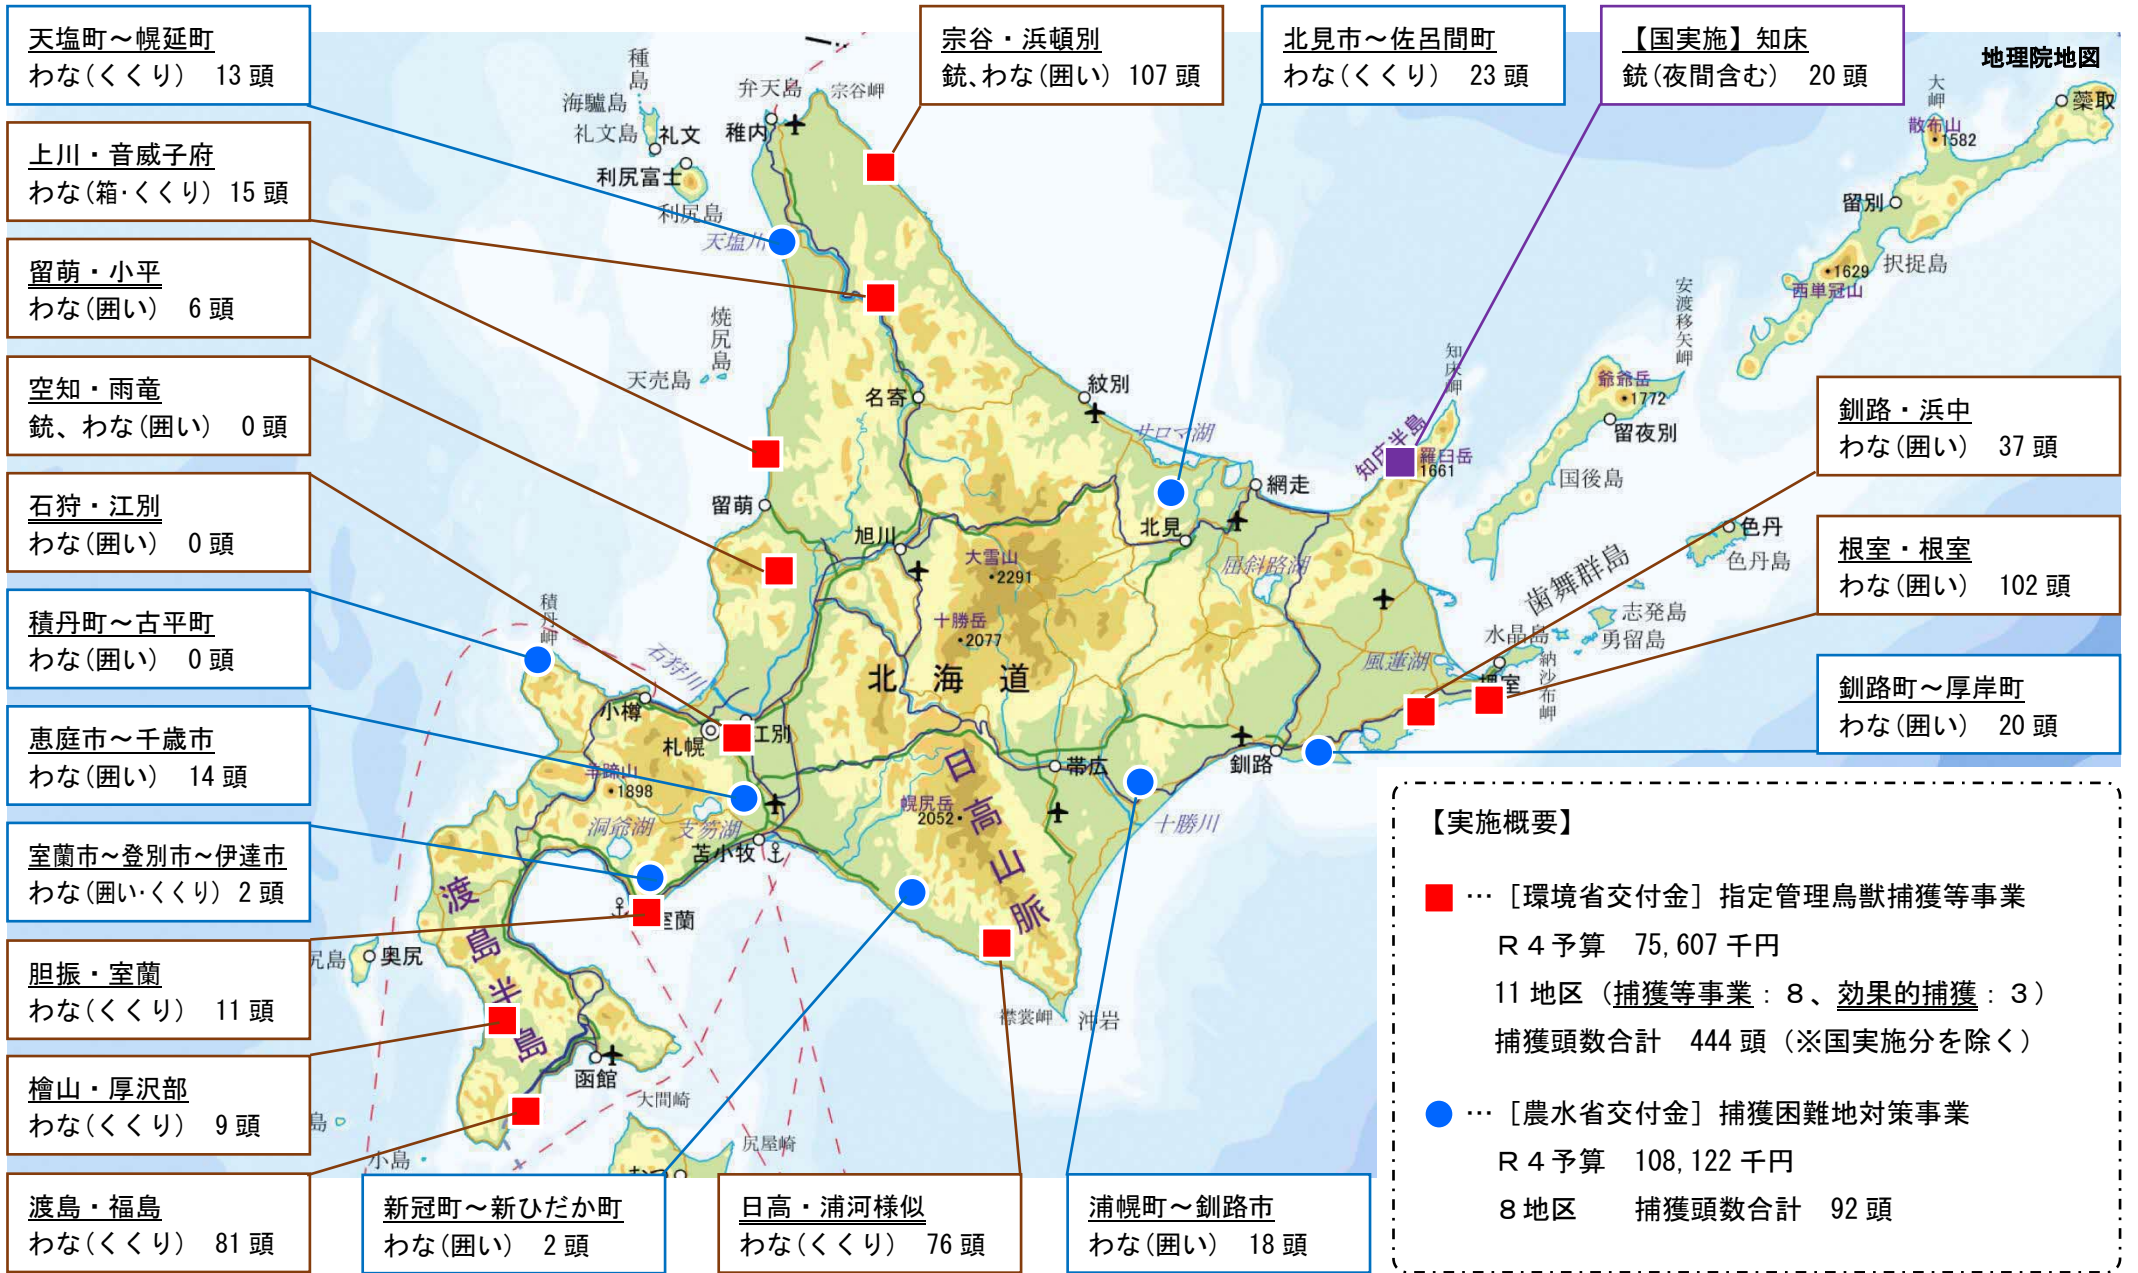 天塩町～幌延町
わな(くくり) 13 頭
上川・音威子府
わな(箱･くくり) 15 頭
留萌・小平
わな(囲い) 6 頭
空知・雨竜
銃、わな(囲い) 0 頭
石狩・江別
わな(囲い) 0 頭
積丹町～古平町
わな(囲い) 0 頭
恵庭市～千歳市
わな(囲い) 14 頭
室蘭市～登別市～伊達市
わな(囲い･くくり) 2 頭
胆振・室蘭
わな(くくり) 11 頭
檜山・厚沢部
わな(くくり) 9 頭
渡島・福島
わな(くくり) 81 頭
宗谷・浜頓別
銃､わな(囲い) 107 頭
北見市～佐呂間町
わな(くくり) 23 頭
【国実施】知床
銃(夜間含む) 20 頭
地理院地図
釧路・浜中
わな(囲い) 37 頭
根室・根室
わな(囲い) 102 頭
釧路町～厚岸町
わな(囲い) 20 頭
新冠町～新ひだか町
わな(囲い) 2 頭
日高・浦河様似
わな(くくり) 76 頭
浦幌町～釧路市
わな(囲い) 18 頭
種島
海驢島
礼文島
礼文
利尻富士
利尻島
弁天島
宗谷岬
稚内
天塩川
焼尻島
天売島
名寄
紋別
サロマ湖
留萌
旭川
大雪山
2291
十勝岳
2077
北見
網走
屈斜路湖
知床岬
知床半島
羅臼岳
1661
大岬
散布山
1582
蘂取
留別
択捉島
1629
西単冠山
安渡移矢岬
爺爺岳
1772
留夜別
国後島
色丹
色丹島
歯舞群島
志発島
勇留島
水晶島
納沙布岬
風蓮湖
室
積丹岬
石狩川
小樽
札幌
江別
北海道
羊蹄山
1898
洞爺湖
支笏湖
苫小牧
幌尻岳
2052
日高山脈
帯広
釧路
十勝川
室蘭
渡島半島
尻島
奥尻
函館
大間崎
尻屋崎
島
小島
むつ
襟裳岬
沖岩
【実施概要】
… ［環境省交付金］指定管理鳥獣捕獲等事業
Ｒ４予算 75,607 千円
11 地区（捕獲等事業：８、効果的捕獲：３）
捕獲頭数合計 444 頭（※国実施分を除く）
… ［農水省交付金］捕獲困難地対策事業
Ｒ４予算 108,122 千円
８地区 捕獲頭数合計 92 頭